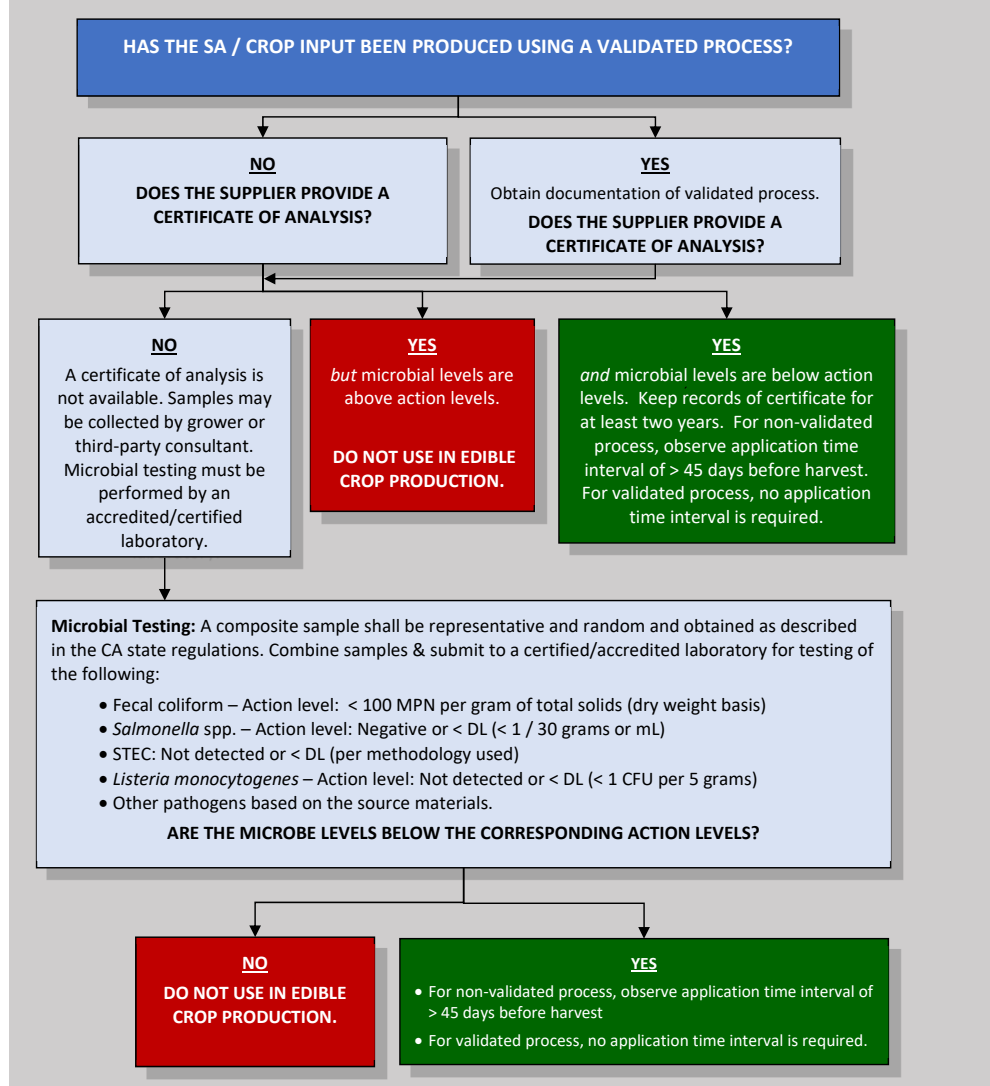 HAS THE SA / CROP INPUT BEEN PRODUCED USING A VALIDATED PROCESS?
NO
DOES THE SUPPLIER PROVIDE A
CERTIFICATE OF ANALYSIS?
YES
Obtain documentation of validated process.
DOES THE SUPPLIER PROVIDE A
CERTIFICATE OF ANALYSIS?
NO
A certificate of analysis is
not available. Samples may
be collected by grower or
third-party consultant.
Microbial testing must be
performed by an
accredited/certified
laboratory.
YES
but microbial levels are
above action levels.
DO NOT USE IN EDIBLE
CROP PRODUCTION.
YES
and microbial levels are below action
levels. Keep records of certificate for
at least two years. For non-validated
process, observe application time
interval of > 45 days before harvest.
For validated process, no application
time interval is required.
Microbial Testing: A composite sample shall be representative and random and obtained as described
in the CA state regulations. Combine samples & submit to a certified/accredited laboratory for testing of
the following:
• Fecal coliform – Action level: < 100 MPN per gram of total solids (dry weight basis)
• Salmonella spp. – Action level: Negative or < DL (< 1 / 30 grams or mL)
• STEC: Not detected or < DL (per methodology used)
• Listeria monocytogenes – Action level: Not detected or < DL (< 1 CFU per 5 grams)
• Other pathogens based on the source materials.
ARE THE MICROBE LEVELS BELOW THE CORRESPONDING ACTION LEVELS?
NO
DO NOT USE IN EDIBLE
CROP PRODUCTION.
YES
• For non-validated process, observe application time interval of
> 45 days before harvest
• For validated process, no application time interval is required.